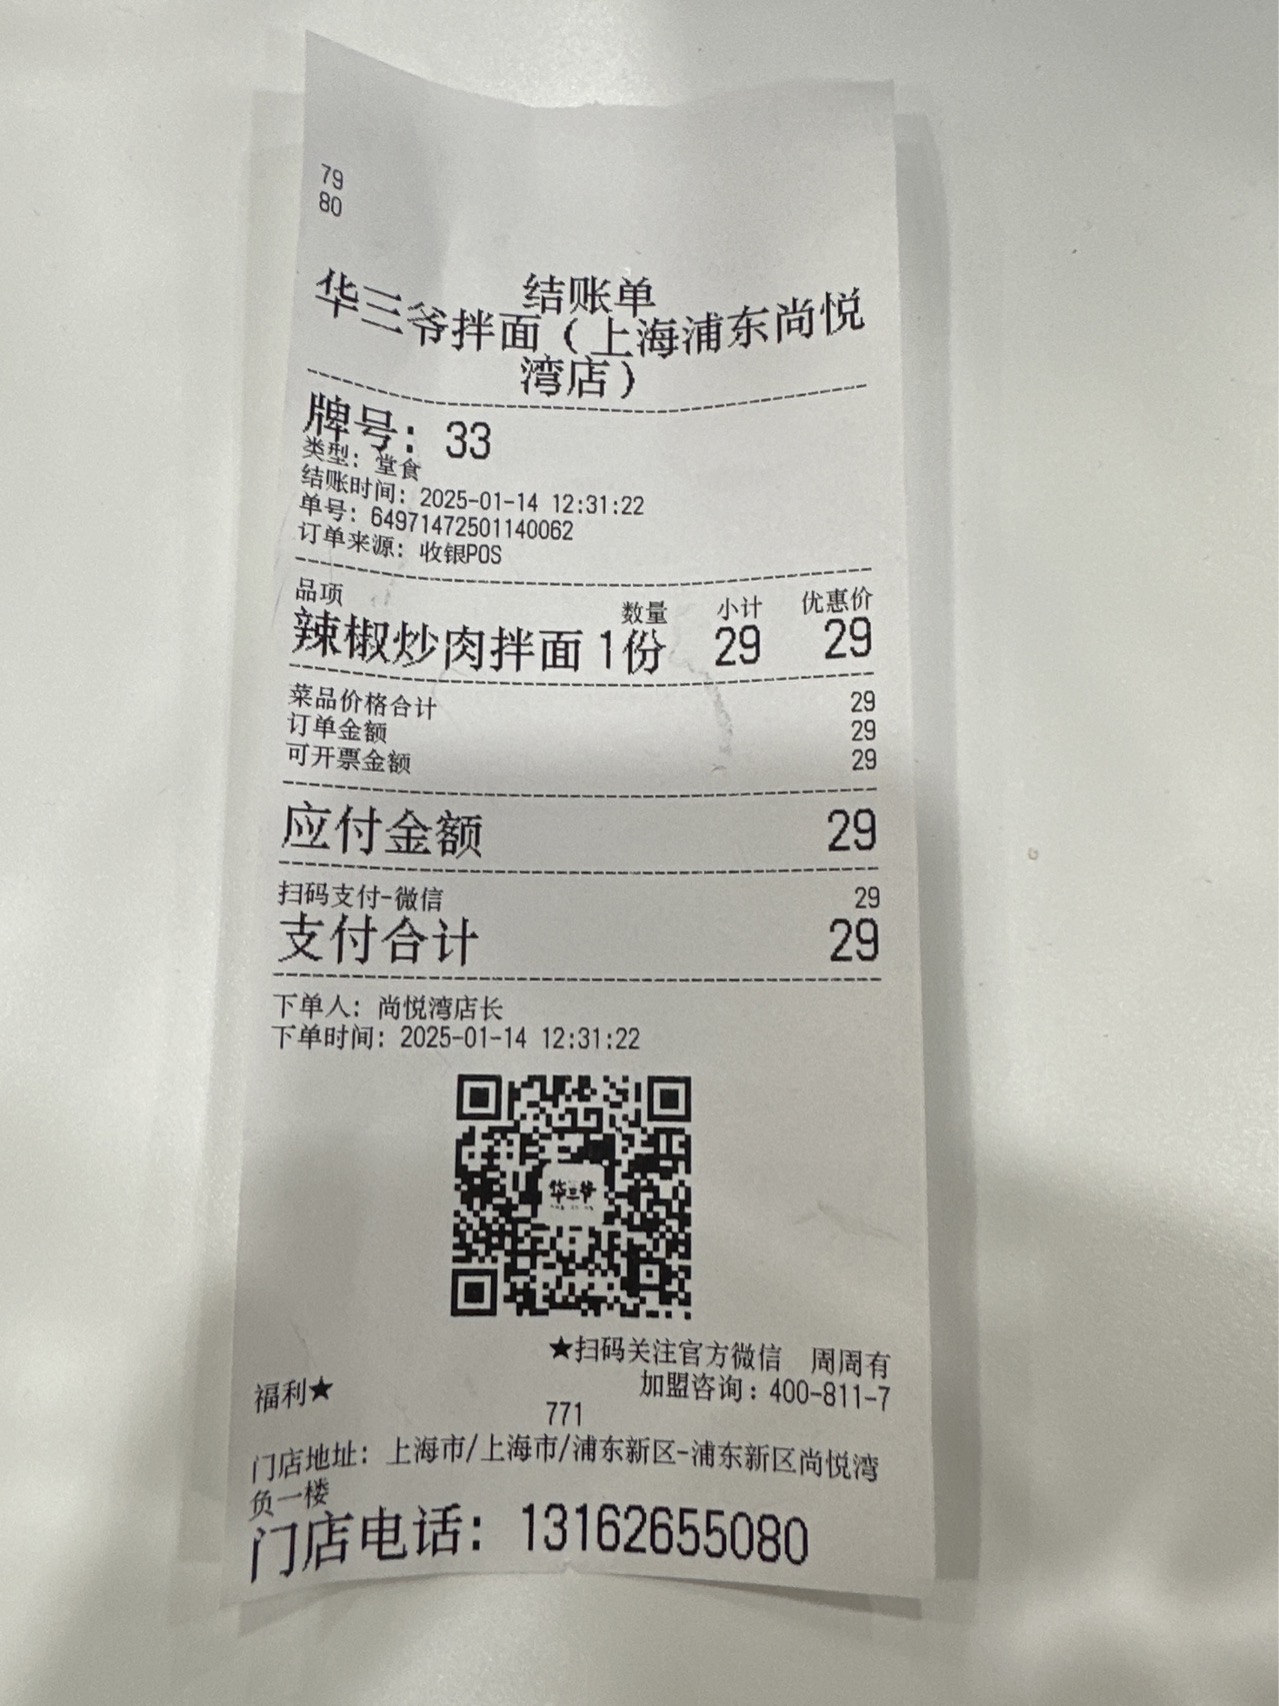 79
80
结账单
华三爷拌面（上海浦东尚悦
湾店）
牌号：33
类型：堂食
结账时间：2025-01-14 12:31:22
单号：64971472501140062
订单来源：收银POS
品项 数量 小计 优惠价
辣椒炒肉拌面 1份 29 29
菜品价格合计 29
订单金额 29
可开票金额 29
应付金额 29
扫码支付-微信 29
支付合计 29
下单人：尚悦湾店长
下单时间：2025-01-14 12:31:22
华三爷
★扫码关注官方微信 周周有
福利★ 加盟咨询：400-811-7
771
门店地址：上海市/上海市/浦东新区-浦东新区尚悦湾
负一楼
门店电话：13162655080